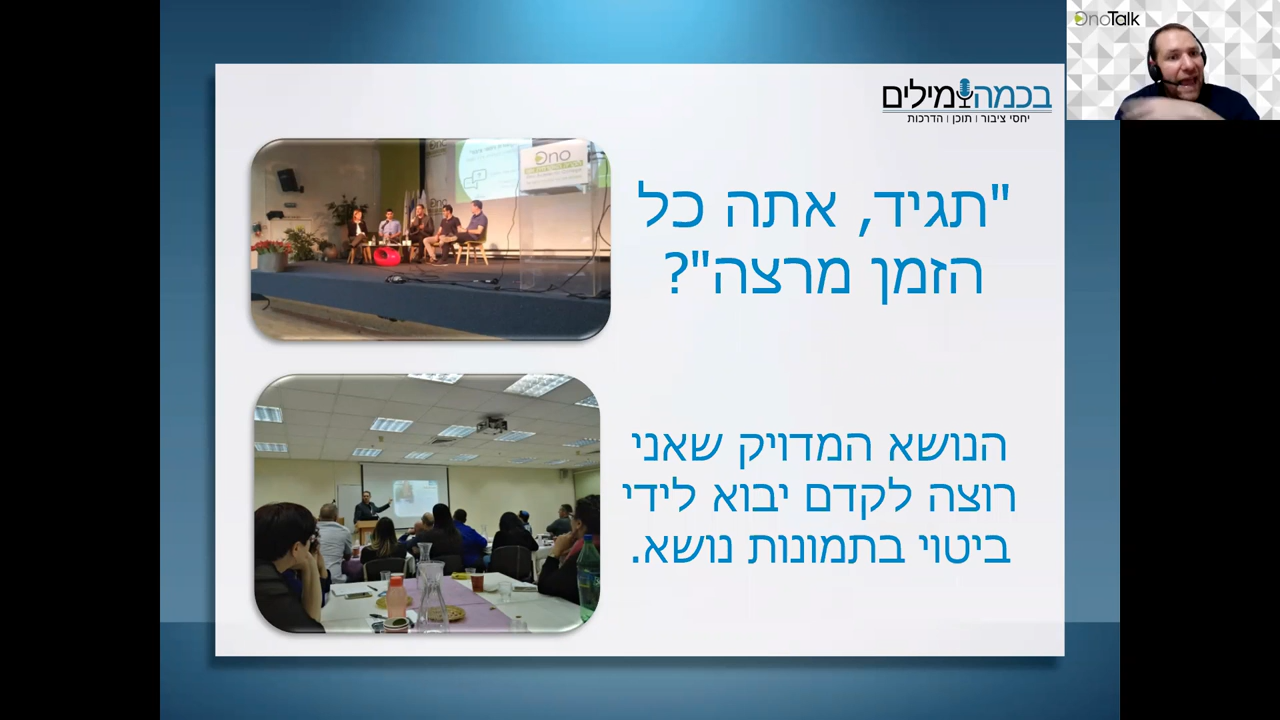 OnoTalk
בכמה מילים
יחסי ציבור | תוכן | הדרכות
"תגיד, אתה כל
הזמן מרצה"?
Ono
הנושא המדויק שאני
רוצה לקדם יבוא לידי
ביטוי בתמונות נושא.